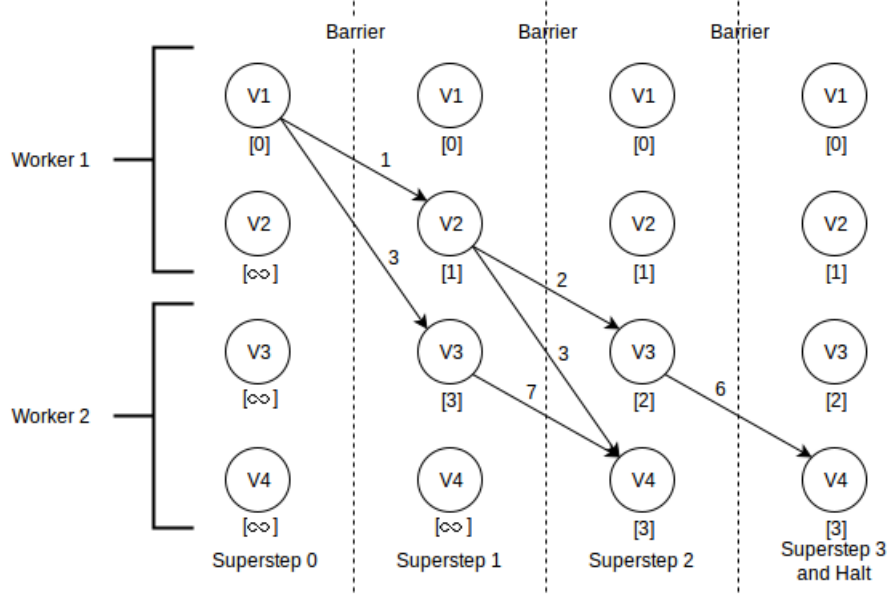 Barrier Barrier Barrier
V1 V1 V1 V1
[0] [0] [0] [0]
1
Worker 1
V2 V2 V2 V2
3
[∞] [1] [1] [1]
2
V3 V3 V3 V3
3
[∞] [3] [2] [2]
7 6
Worker 2
V4 V4 V4 V4
[∞] [∞] [3] [3]
Superstep 0 Superstep 1 Superstep 2 Superstep 3
and Halt